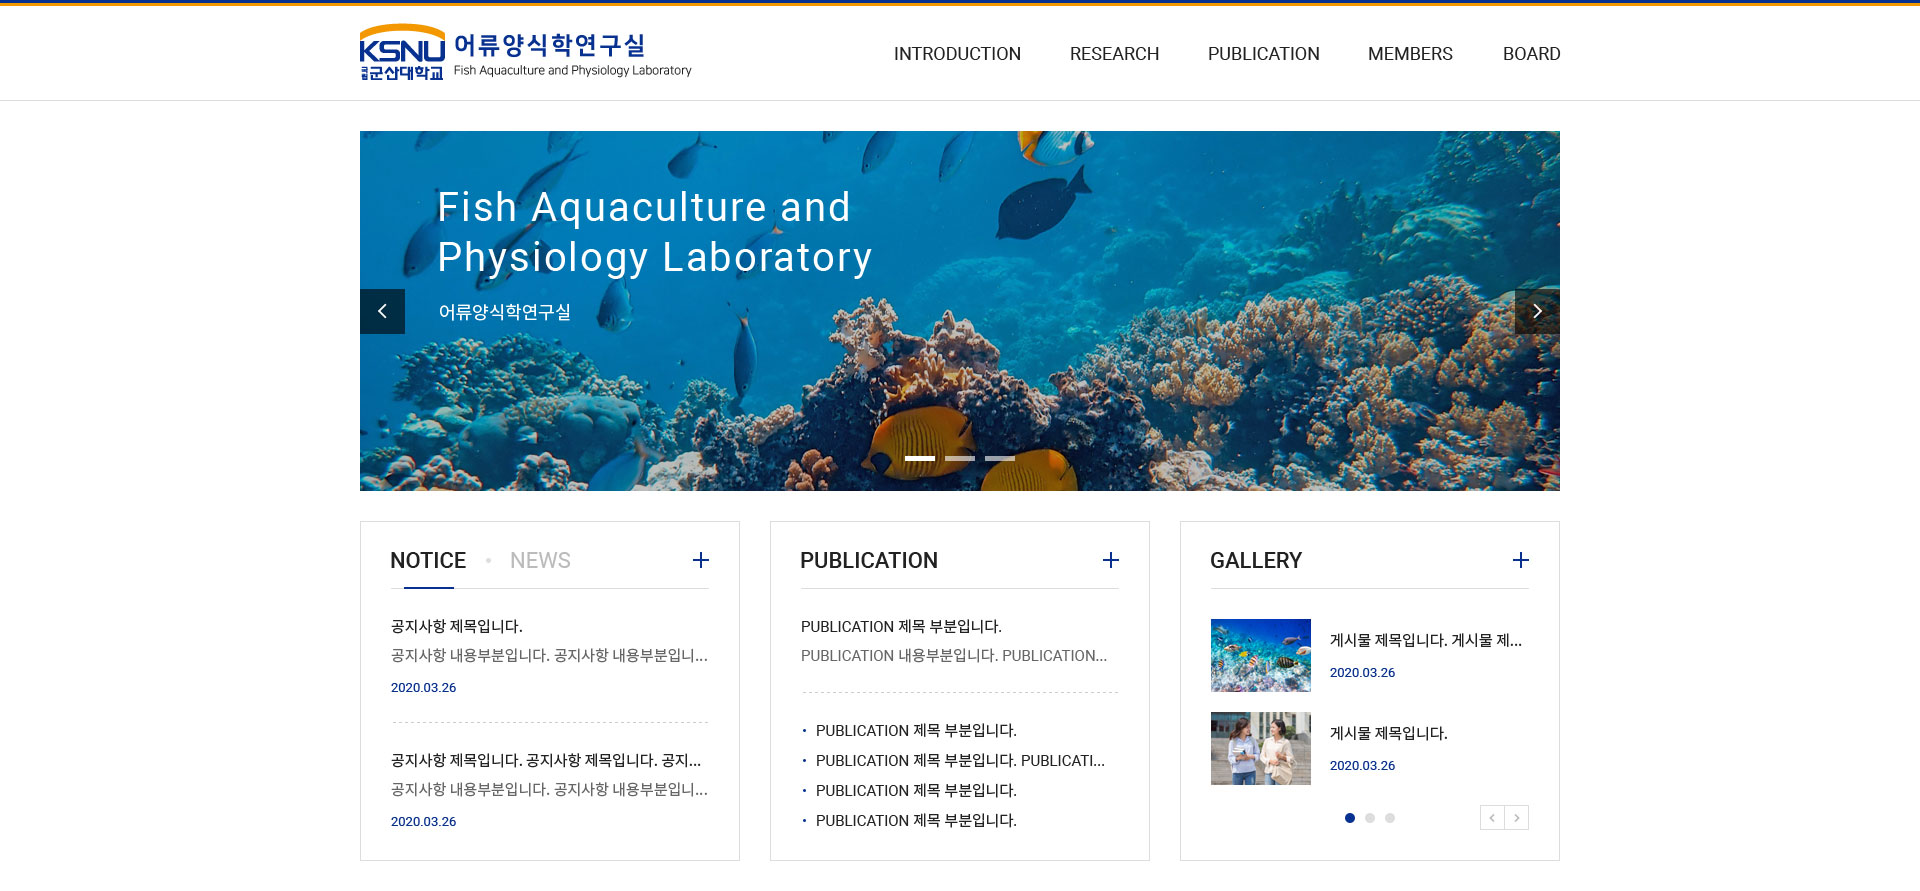 KSNU
국립군산대학교
어류양식학연구실
Fish Aquaculture and Physiology Laboratory
INTRODUCTION
RESEARCH
PUBLICATION
MEMBERS
BOARD
Fish Aquaculture and
Physiology Laboratory
어류양식학연구실
NOTICE
NEWS
공지사항 제목입니다.
공지사항 내용부분입니다. 공지사항 내용부분입니...
2020.03.26
공지사항 제목입니다. 공지사항 제목입니다. 공지...
공지사항 내용부분입니다. 공지사항 내용부분입니...
2020.03.26
PUBLICATION
PUBLICATION 제목 부분입니다.
PUBLICATION 내용부분입니다. PUBLICATION...
PUBLICATION 제목 부분입니다.
PUBLICATION 제목 부분입니다. PUBLICATI...
PUBLICATION 제목 부분입니다.
PUBLICATION 제목 부분입니다.
GALLERY
게시물 제목입니다. 게시물 제...
2020.03.26
게시물 제목입니다.
2020.03.26